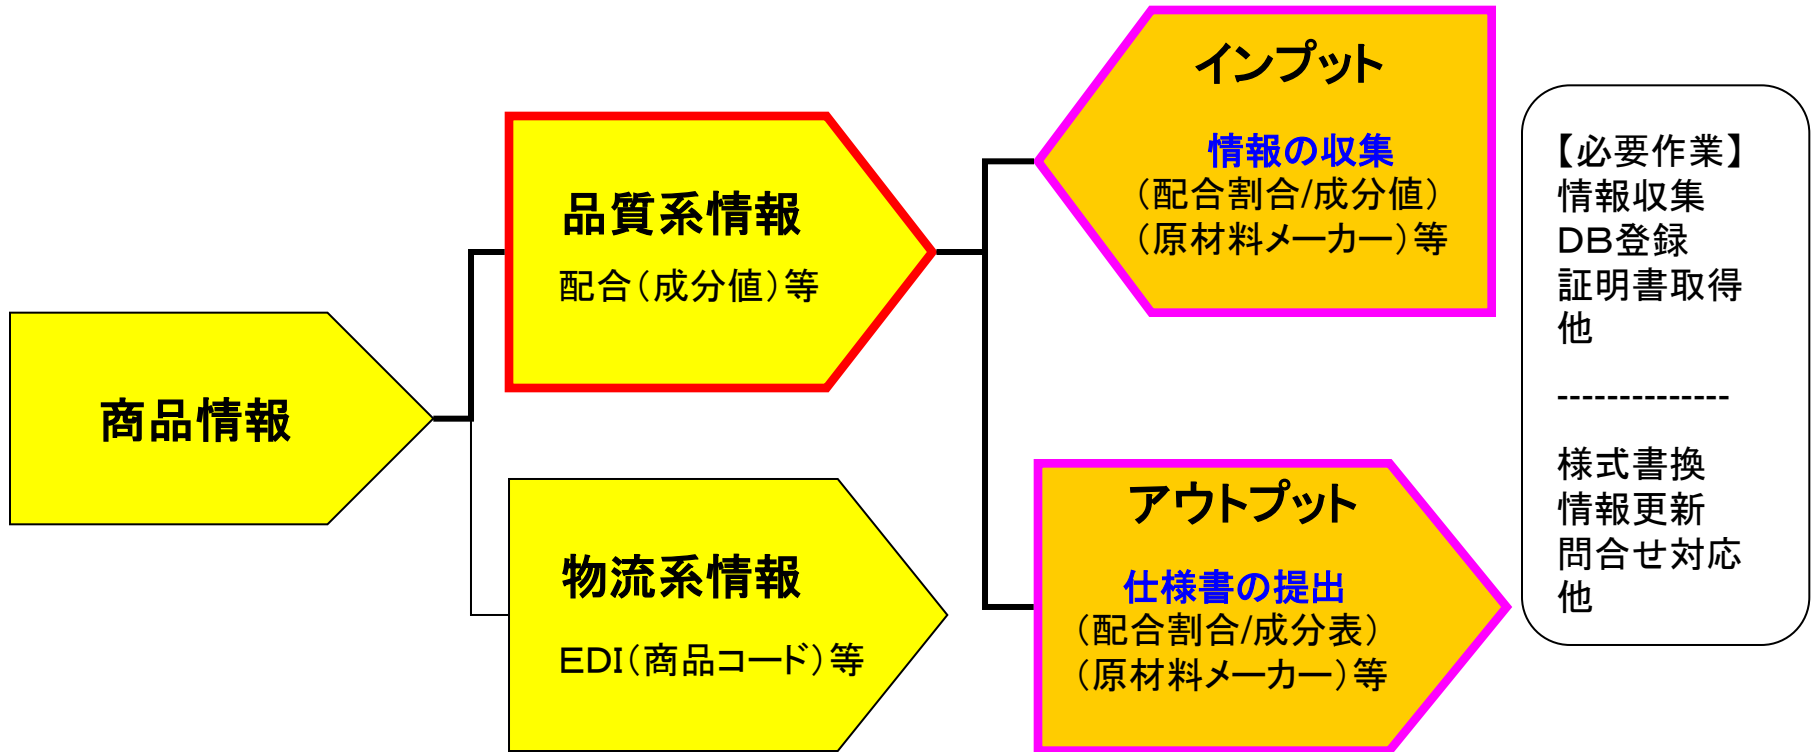 商品情報
品質系情報
配合（成分値）等
物流系情報
EDI（商品コード）等
インプット
情報の収集
（配合割合/成分値）
（原材料メーカー）等
アウトプット
仕様書の提出
（配合割合/成分表）
（原材料メーカー）等
【必要作業】
情報収集
ＤＢ登録
証明書取得
他
--------------
様式書換
情報更新
問合せ対応
他